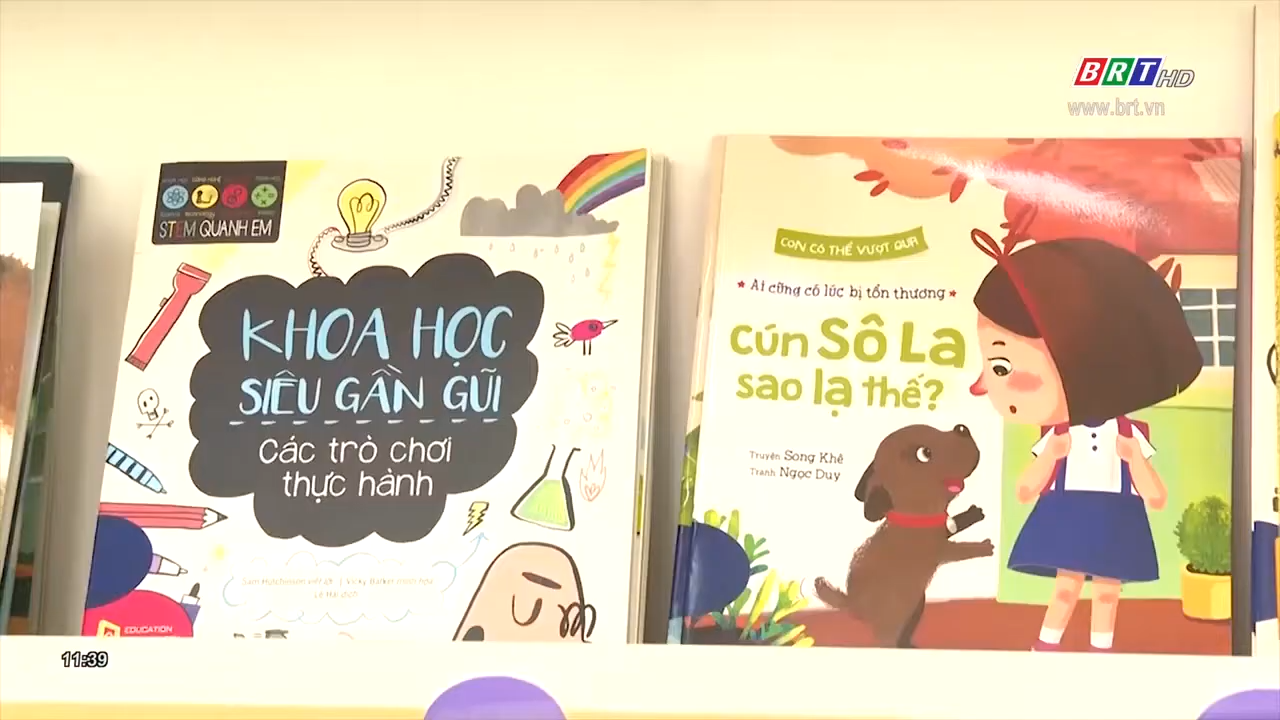 BRT HD
www.brt.vn
STEM QUANH EM
KHOA HỌC
SIÊU GẦN GŨI
Các trò chơi
thực hành
EDUCATION
CON CÓ THỂ VƯỢT QUA
Ai cũng có lúc bị tổn thương
Cún Sô La
sao lạ thế?
Truyện Song Khê
Tranh Ngọc Duy
11:39